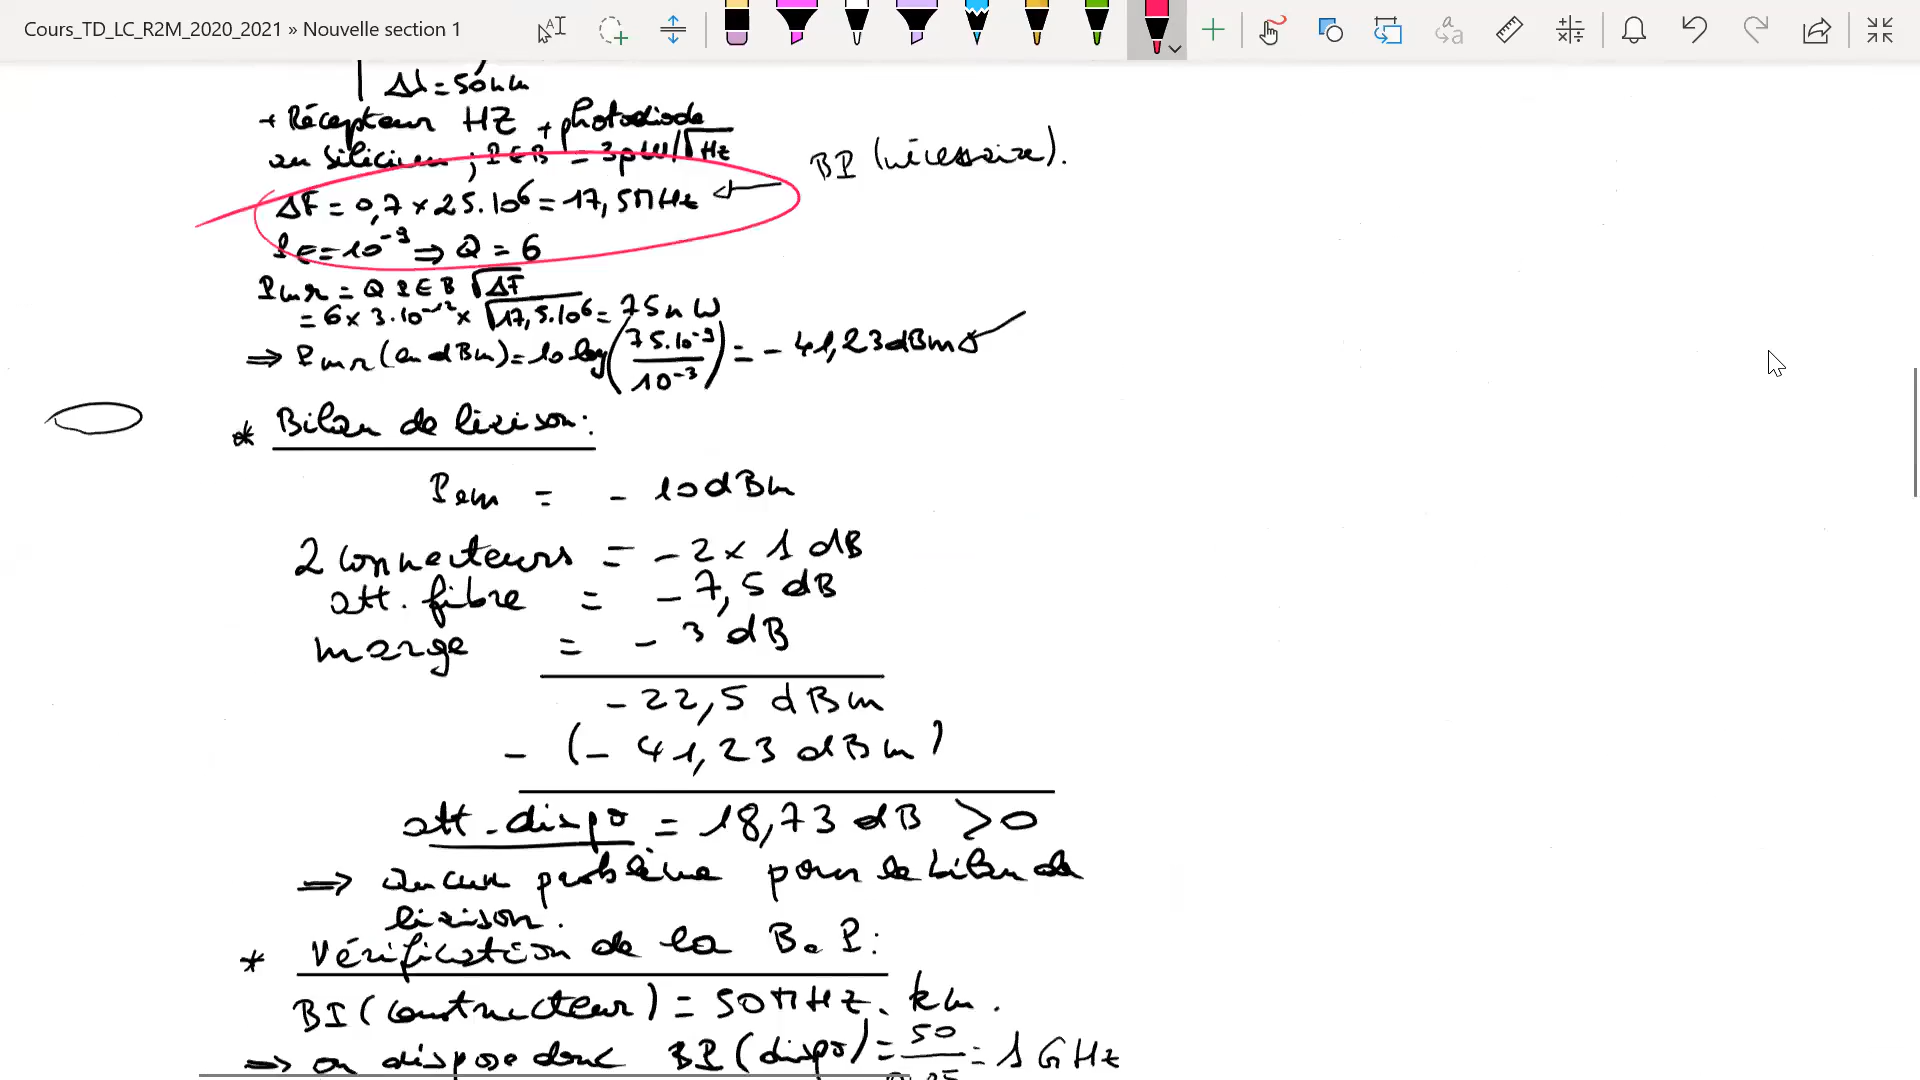 Cours_TD_LC_R2M_2020_2021 » Nouvelle section 1
Δλ = 50nm
+ Récepteur HZ + photodiode
au silicium ; PEB = 3pW/√Hz
BP (nécessaire).
ΔF = 0,7 × 25.10⁶ = 17,5MHz
PE = 10⁻⁹ ⇒ Q = 6
Pmr = Q PEB √ΔF
= 6 × 3.10⁻¹² × √17,5.10⁶ = 75nW
⇒ Pmr (en dBm) = 10 log(75.10⁻⁹/10⁻³) = - 41,23dBm
* Bilan de liaison :
Pem = - 10dBm
2 connecteurs = - 2 × 1 dB
att. fibre = - 7,5 dB
marge = - 3 dB
- 22,5 dBm
- (- 41,23 dBm)
att. dispo = 18,73 dB > 0
⇒ aucun problème pour le bilan de
liaison.
* Vérification de la B.P :
BP (constructeur) = 50MHz.km.
⇒ on dispose donc BP (dispo) = 50 = 1 GHz